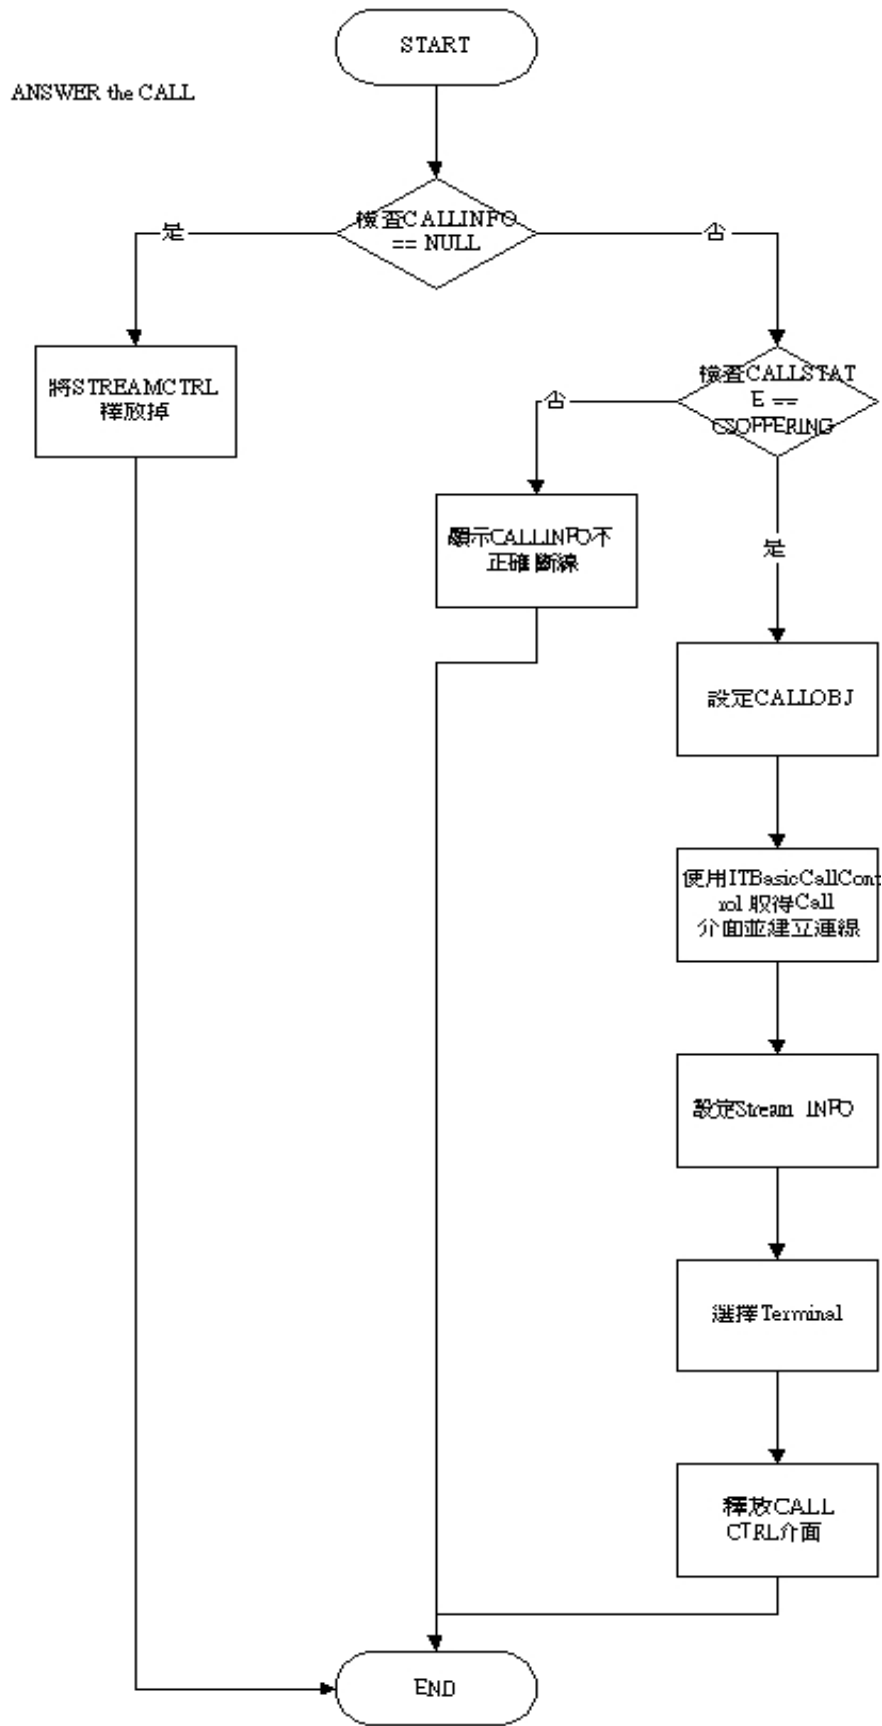 START
ANSWER the CALL
檢查CALLINFO
== NULL
是
否
將STREAMCTRL
釋放掉
檢查CALLSTAT
E ==
CSOFFERING
否
顯示CALLINFO不
正確 斷線
是
設定CALLOBJ
使用ITBasicCallCont
rol 取得Call
介面並建立連線
設定Stream INFO
選擇Terminal
釋放CALL
CTRL介面
END